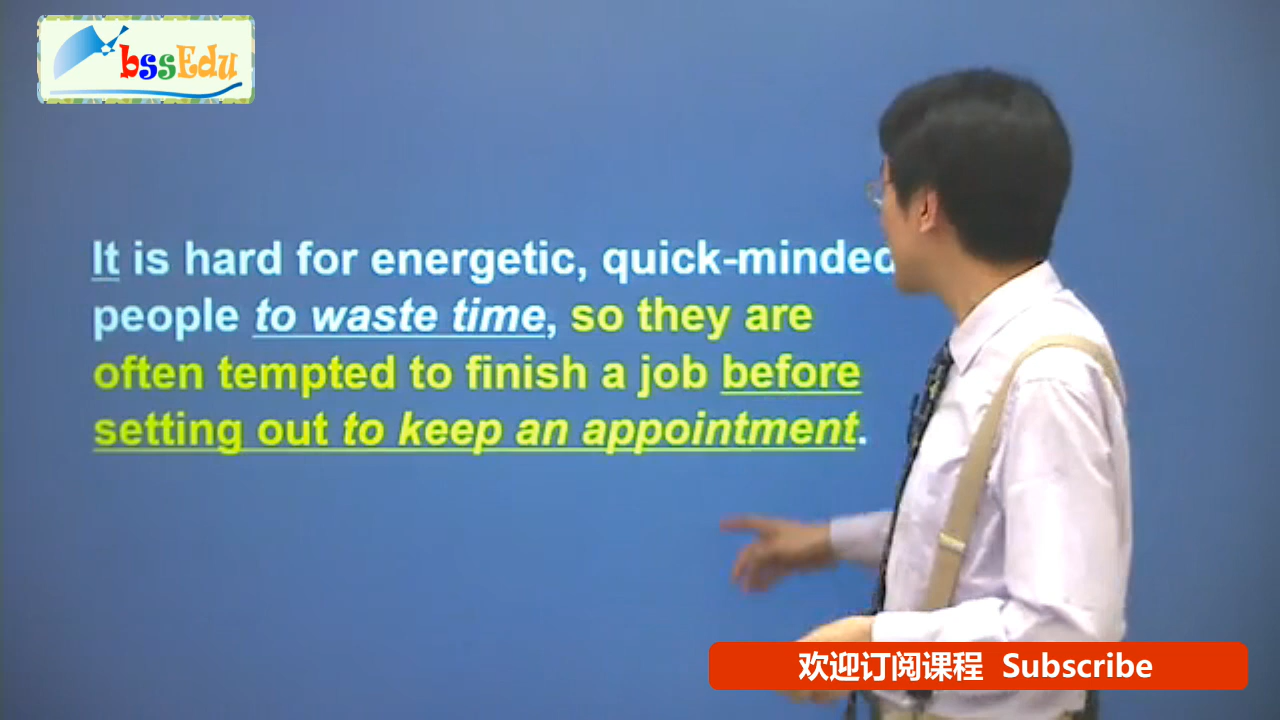 bssEdu
It is hard for energetic, quick-minded
people to waste time, so they are
often tempted to finish a job before
setting out to keep an appointment.
欢迎订阅课程 Subscribe